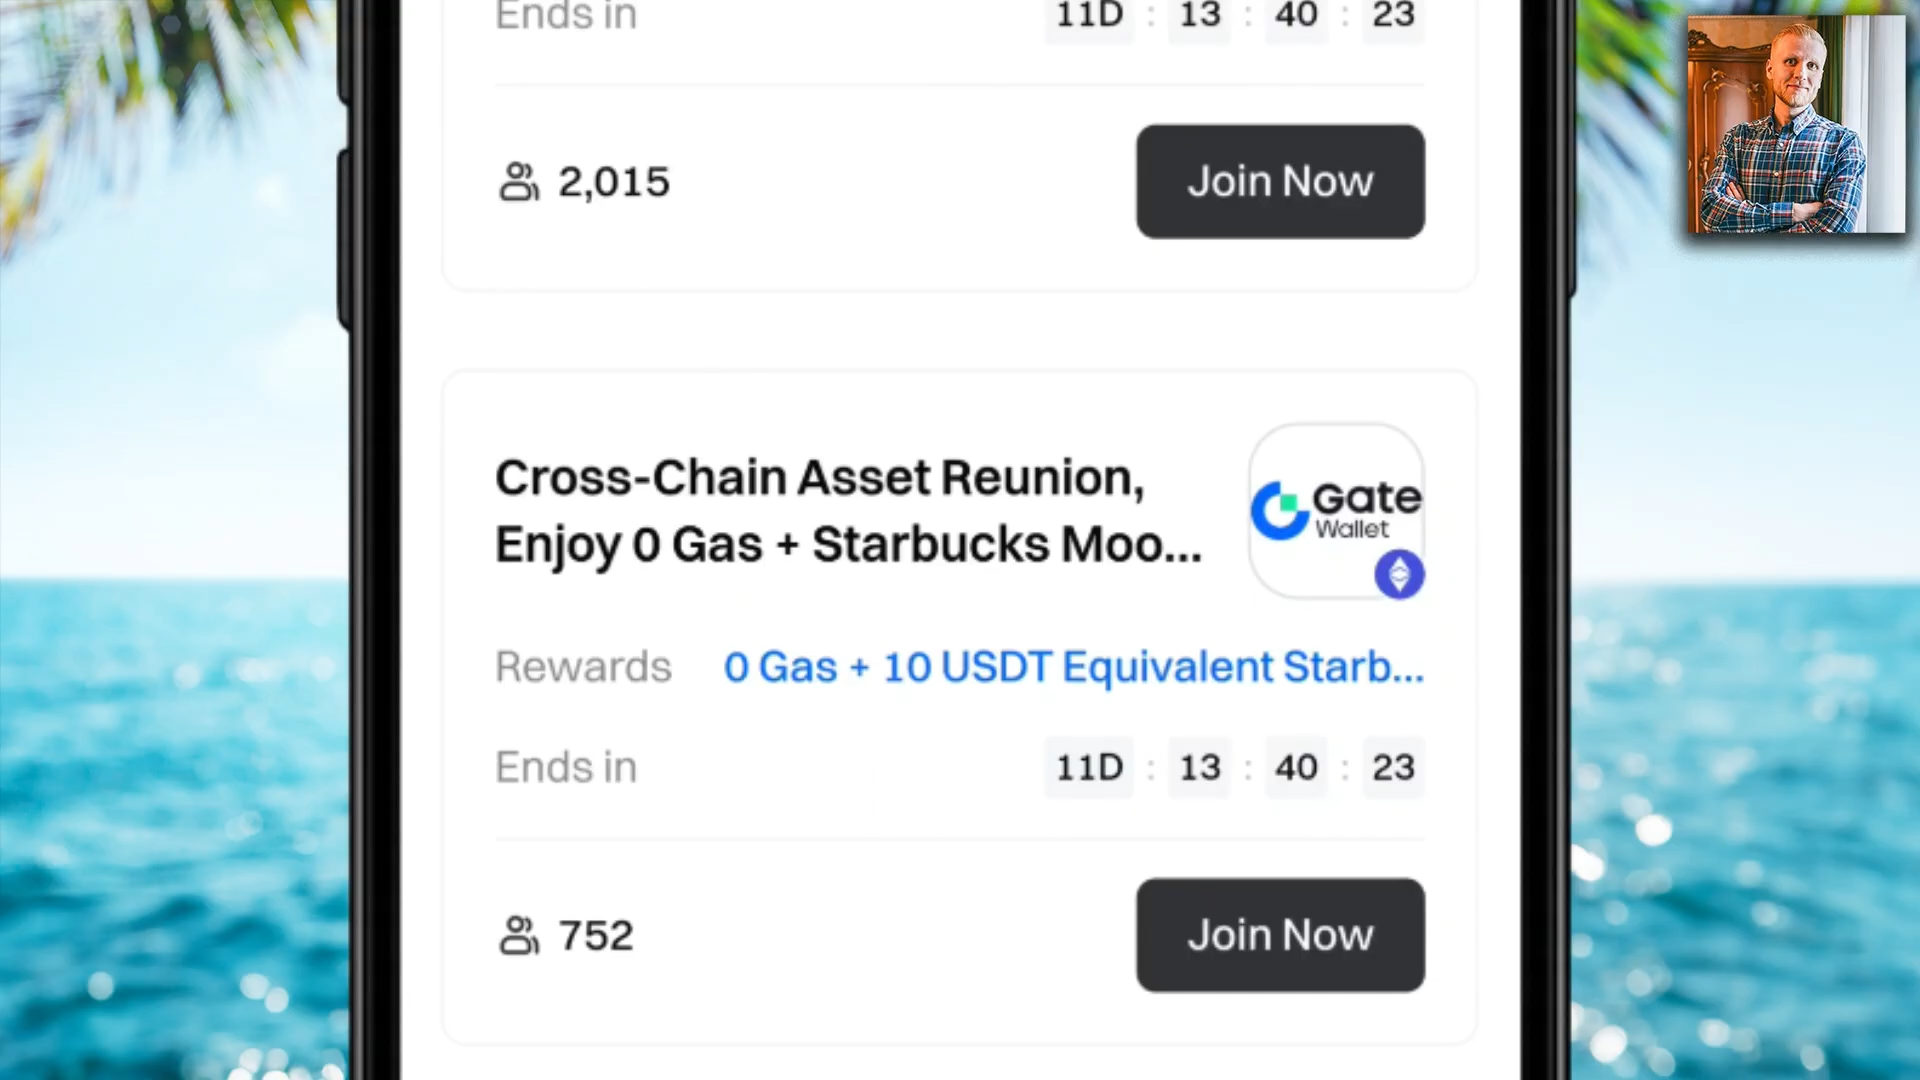 Ends in 11D : 13 : 40 : 23
2,015 Join Now
Cross-Chain Asset Reunion,
Enjoy 0 Gas + Starbucks Moo...
Gate
Wallet
Rewards 0 Gas + 10 USDT Equivalent Starb...
Ends in 11D : 13 : 40 : 23
752 Join Now